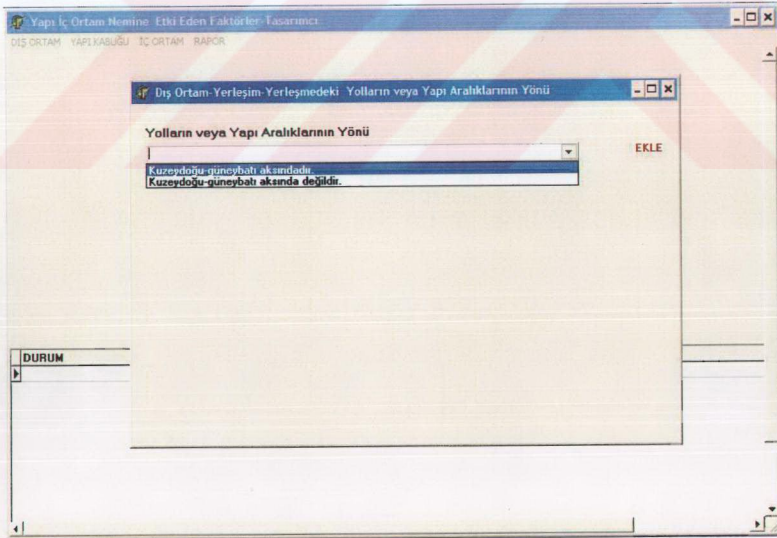 Yapı İç Ortam Nemine Etki Eden Faktörler-Tasarımcı
DIŞ ORTAM YAPI KABUĞU İÇ ORTAM RAPOR
Dış Ortam-Yerleşim-Yerleşmedeki Yolların veya Yapı Aralıklarının Yönü
Yolların veya Yapı Aralıklarının Yönü
EKLE
Kuzeydoğu-güneybatı aksındadır.
Kuzeydoğu-güneybatı aksında değildir.
DURUM